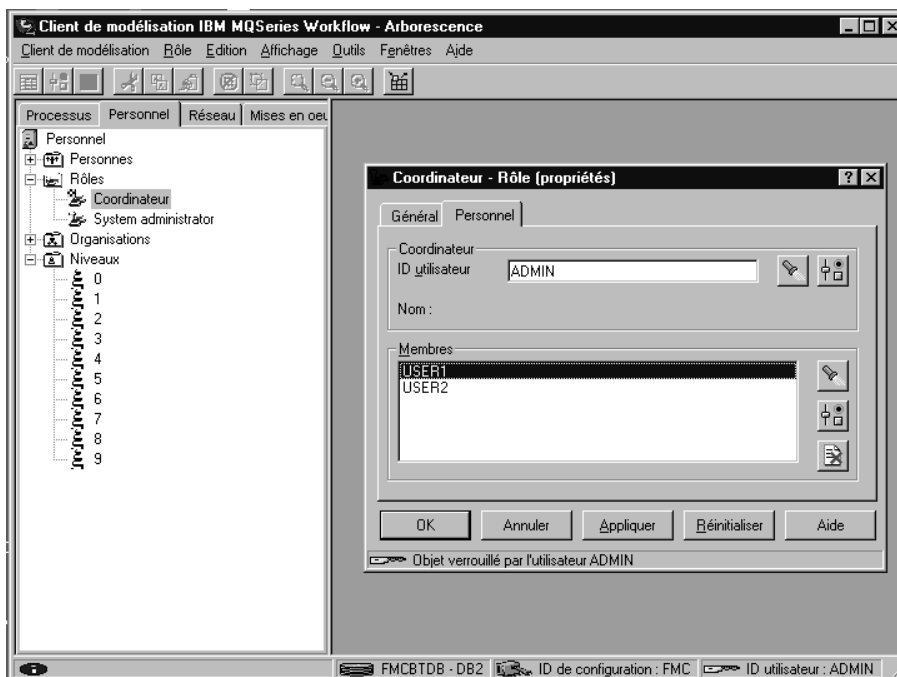 Client de modélisation IBM MQSeries Workflow - Arborescence
Client de modélisation Rôle Edition Affichage Outils Fenêtres Aide
Processus Personnel Réseau Mises en oeu
Personnel
Personnes
Rôles
Coordinateur
System administrator
Organisations
Niveaux
0
1
2
3
4
5
6
7
8
9
Coordinateur - Rôle (propriétés)
Général Personnel
Coordinateur
ID utilisateur ADMIN
Nom :
Membres
USER1
USER2
OK Annuler Appliquer Réinitialiser Aide
Objet verrouillé par l'utilisateur ADMIN
FMCBTDB - DB2 ID de configuration : FMC ID utilisateur : ADMIN